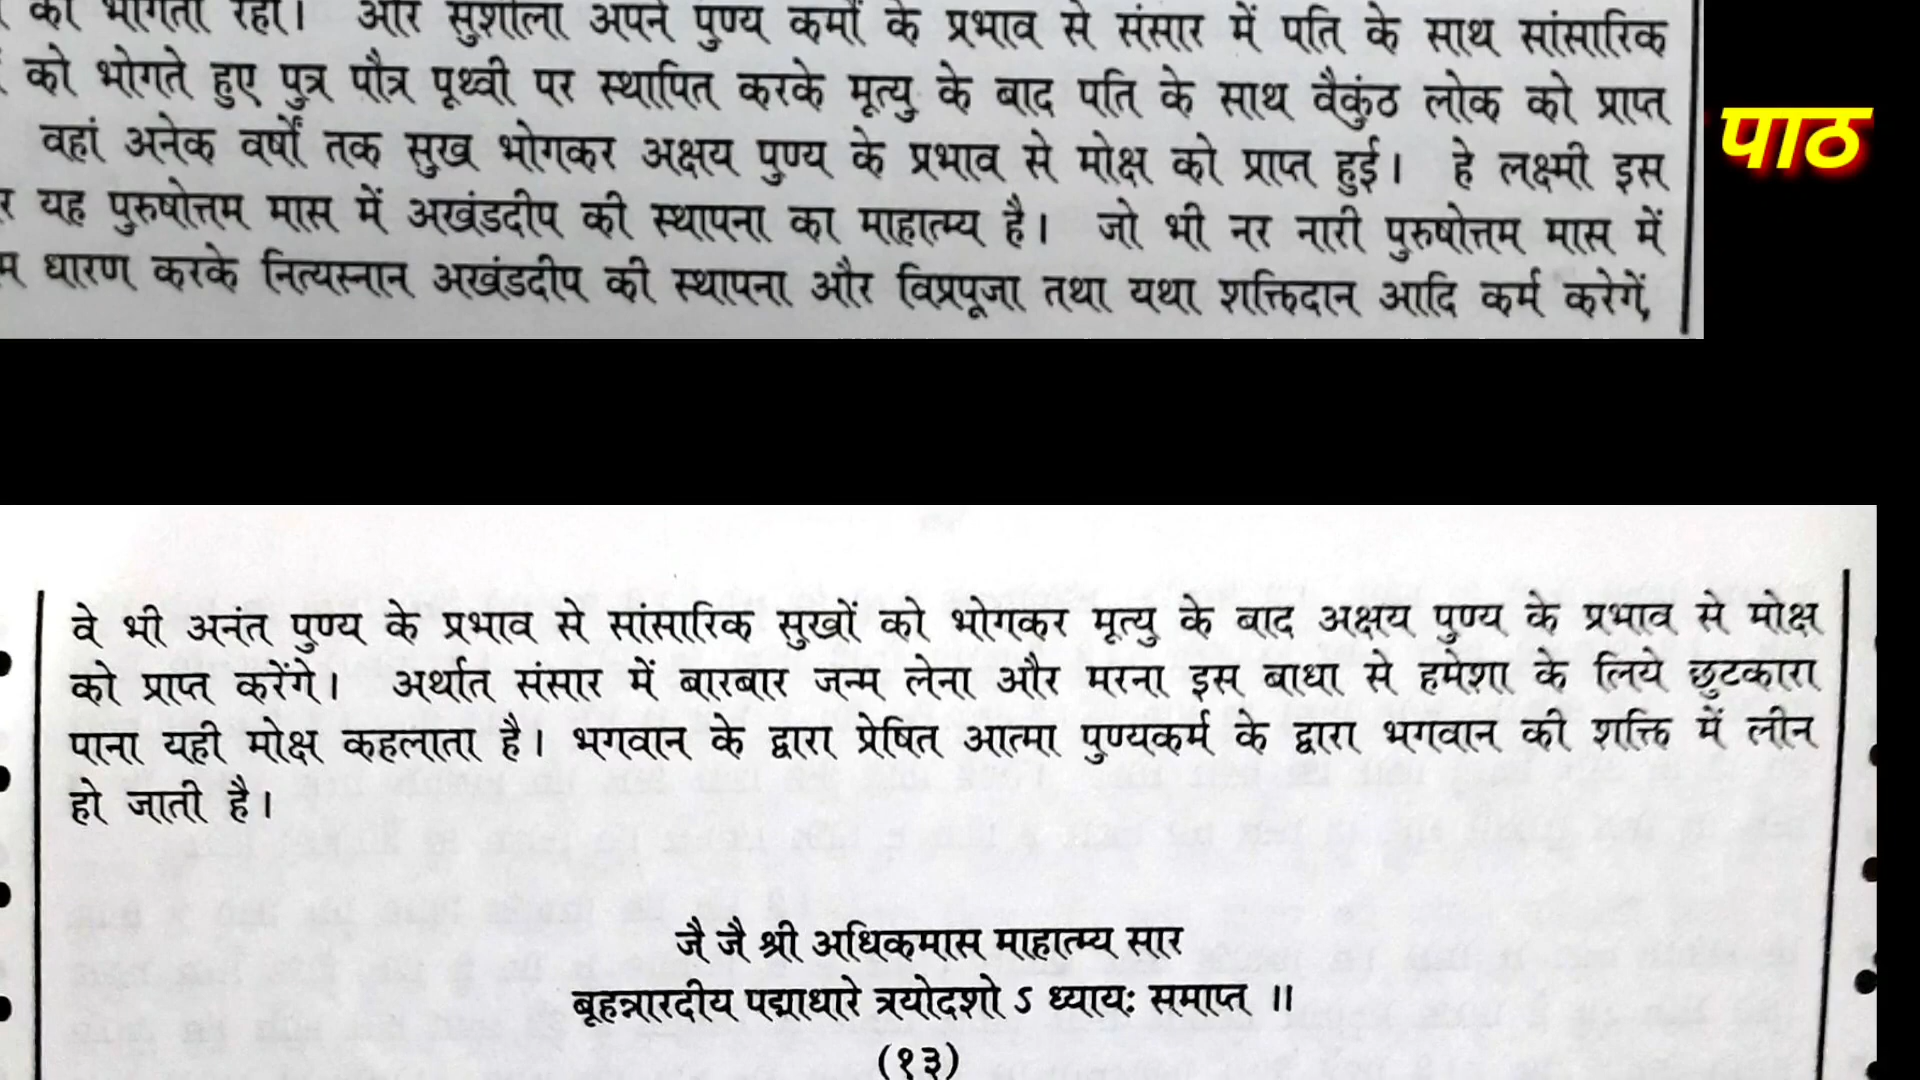 को भोगता रहा। और सुशीला अपने पुण्य कर्मों के प्रभाव से संसार में पति के साथ सांसारिक
को भोगते हुए पुत्र पौत्र पृथ्वी पर स्थापित करके मृत्यु के बाद पति के साथ वैकुंठ लोक को प्राप्त
पाठ
वहां अनेक वर्षों तक सुख भोगकर अक्षय पुण्य के प्रभाव से मोक्ष को प्राप्त हुई। हे लक्ष्मी इस
यह पुरुषोत्तम मास में अखंडदीप की स्थापना का माहात्म्य है। जो भी नर नारी पुरुषोत्तम मास में
धारण करके नित्यस्नान अखंडदीप की स्थापना और विप्रपूजा तथा यथा शक्तिदान आदि कर्म करेगें,
वे भी अनंत पुण्य के प्रभाव से सांसारिक सुखों को भोगकर मृत्यु के बाद अक्षय पुण्य के प्रभाव से मोक्ष
को प्राप्त करेंगे। अर्थात संसार में बारबार जन्म लेना और मरना इस बाधा से हमेशा के लिये छुटकारा
पाना यही मोक्ष कहलाता है। भगवान के द्वारा प्रेषित आत्मा पुण्यकर्म के द्वारा भगवान की शक्ति में लीन
हो जाती है।
जै जै श्री अधिकमास माहात्म्य सार
बृहन्नारदीय पद्माधारे त्रयोदशो ऽ ध्यायः समाप्त ॥
(१३)